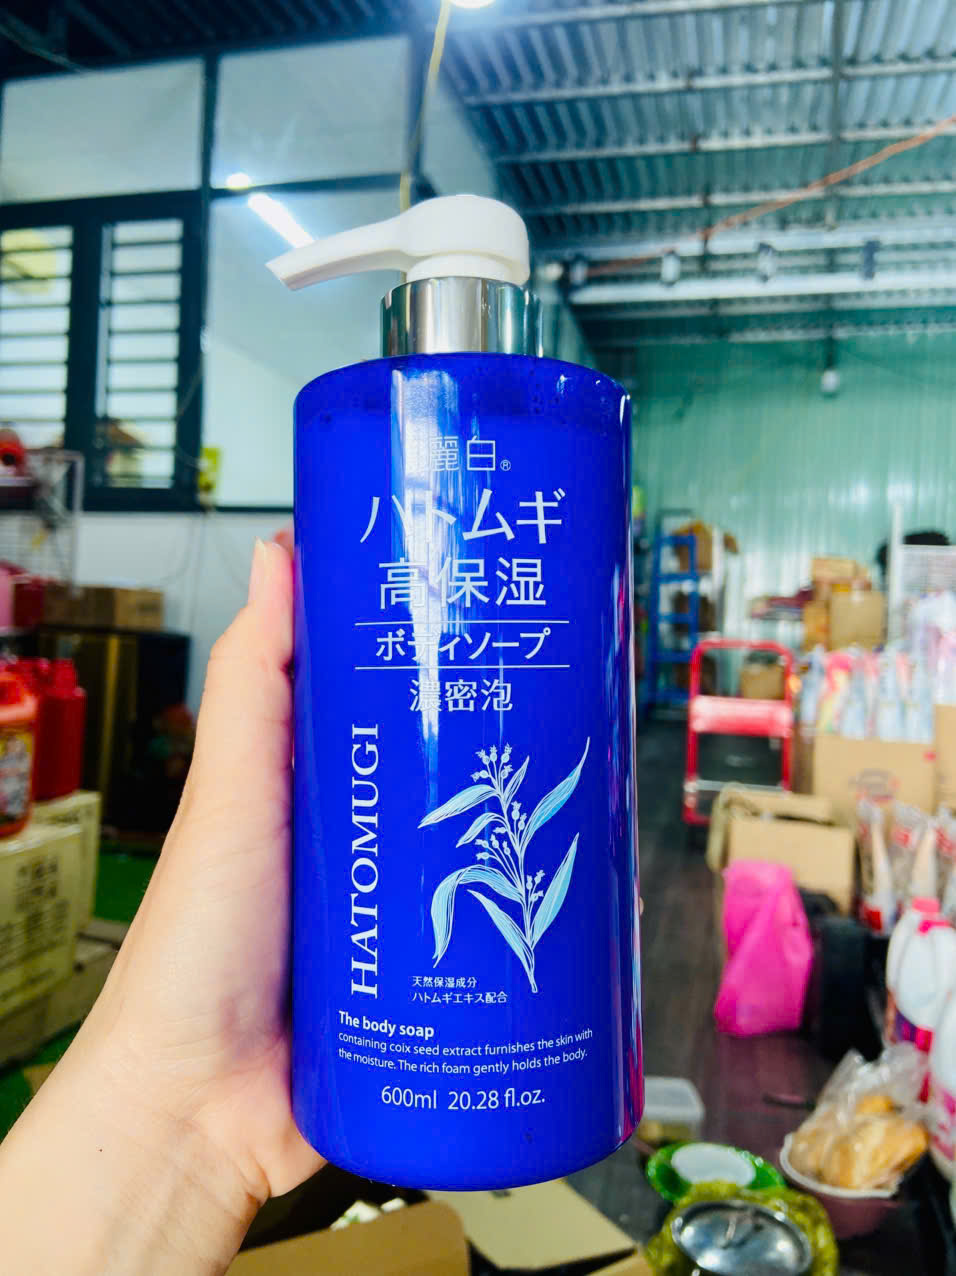 麗白®
ハトムギ
高保湿
ボディソープ
濃密泡
HATOMUGI
天然保湿成分
ハトムギエキス配合
The body soap
containing coix seed extract furnishes the skin with
the moisture. The rich foam gently holds the body.
600ml 20.28 fl.oz.